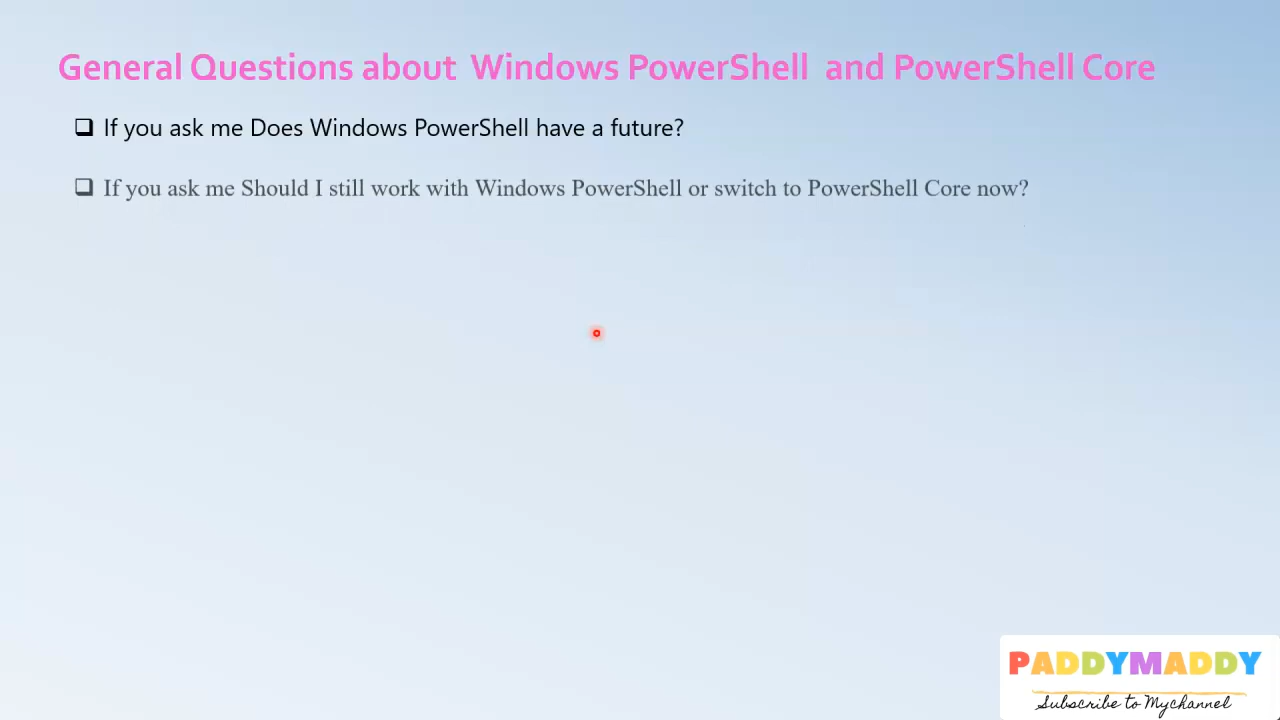 General Questions about Windows PowerShell and PowerShell Core
If you ask me Does Windows PowerShell have a future?
If you ask me Should I still work with Windows PowerShell or switch to PowerShell Core now?
PADDYMADDY
Subscribe to Mychannel